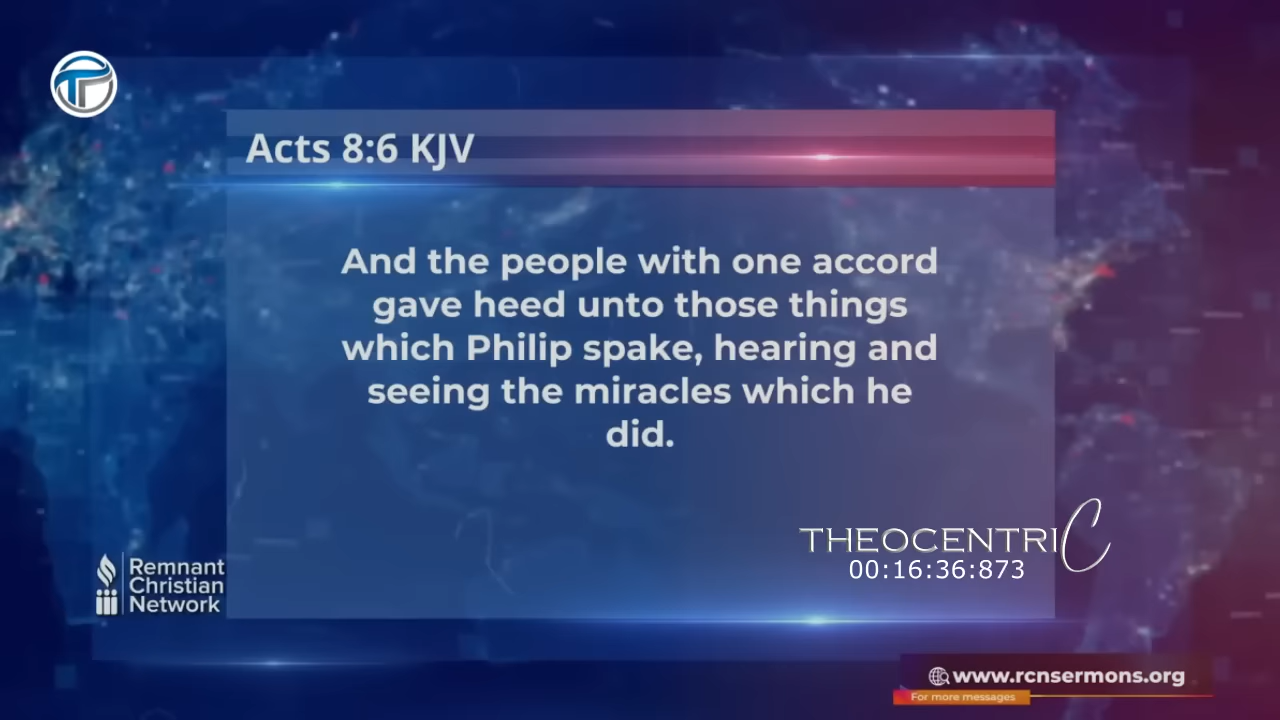 Acts 8:6 KJV
And the people with one accord
gave heed unto those things
which Philip spake, hearing and
seeing the miracles which he
did.
THEOCENTRIC
00:16:36:873
Remnant
Christian
Network
www.rcnsermons.org
For more messages